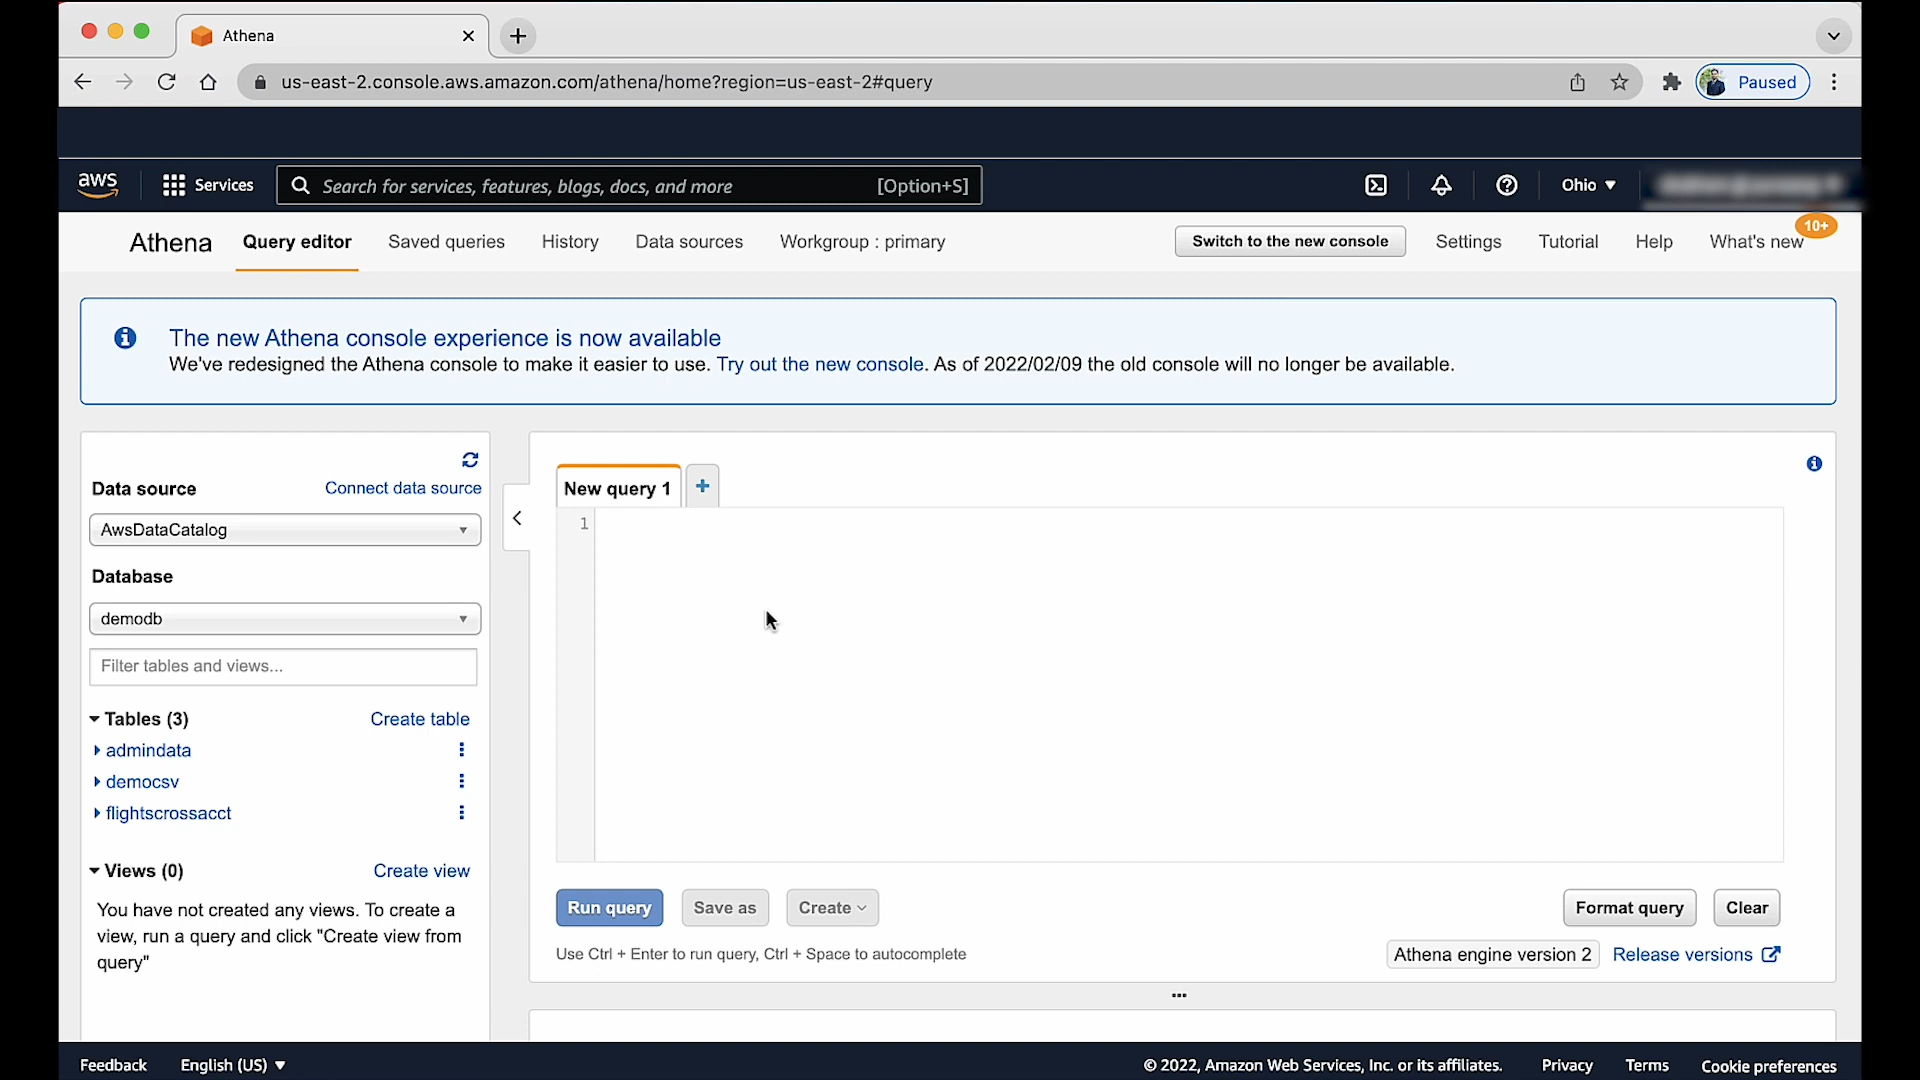 Athena
us-east-2.console.aws.amazon.com/athena/home?region=us-east-2#query
Paused
aws
Services
Search for services, features, blogs, docs, and more
[Option+S]
Ohio
Athena
Query editor
Saved queries
History
Data sources
Workgroup : primary
Switch to the new console
Settings
Tutorial
Help
What's new
10+
The new Athena console experience is now available
We've redesigned the Athena console to make it easier to use. Try out the new console. As of 2022/02/09 the old console will no longer be available.
Data source
Connect data source
AwsDataCatalog
Database
demodb
Filter tables and views...
Tables (3)
Create table
admindata
democsv
flightscrossacct
Views (0)
Create view
You have not created any views. To create a
view, run a query and click "Create view from
query"
New query 1
1
Run query
Save as
Create
Format query
Clear
Use Ctrl + Enter to run query, Ctrl + Space to autocomplete
Athena engine version 2
Release versions
Feedback
English (US)
© 2022, Amazon Web Services, Inc. or its affiliates.
Privacy
Terms
Cookie preferences